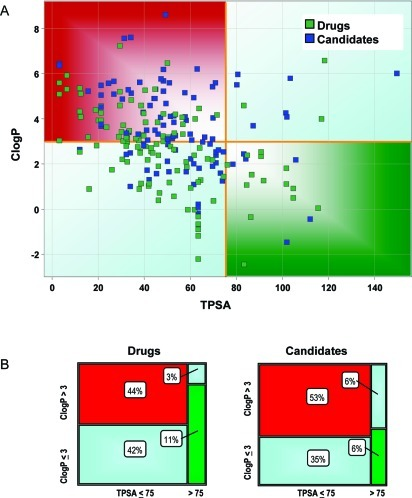 A
Drugs
Candidates
ClogP
8
6
4
2
0
-2
0 20 40 60 80 100 120 140
TPSA
B
Drugs
Candidates
ClogP > 3
ClogP ≤ 3
3%
44%
11%
42%
TPSA ≤ 75 > 75
ClogP > 3
ClogP ≤ 3
6%
53%
6%
35%
TPSA ≤ 75 > 75